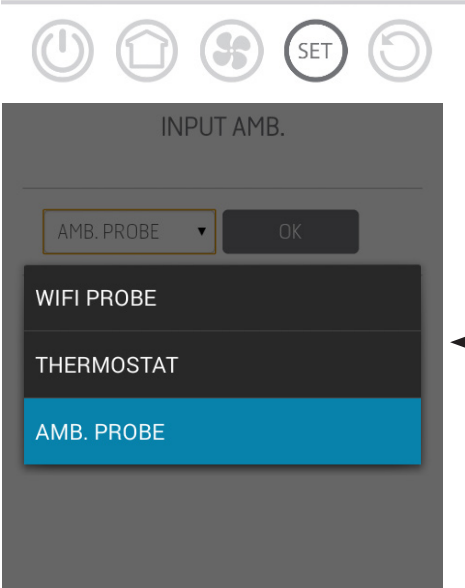 SET
INPUT AMB.
AMB. PROBE OK
WIFI PROBE
THERMOSTAT
AMB. PROBE